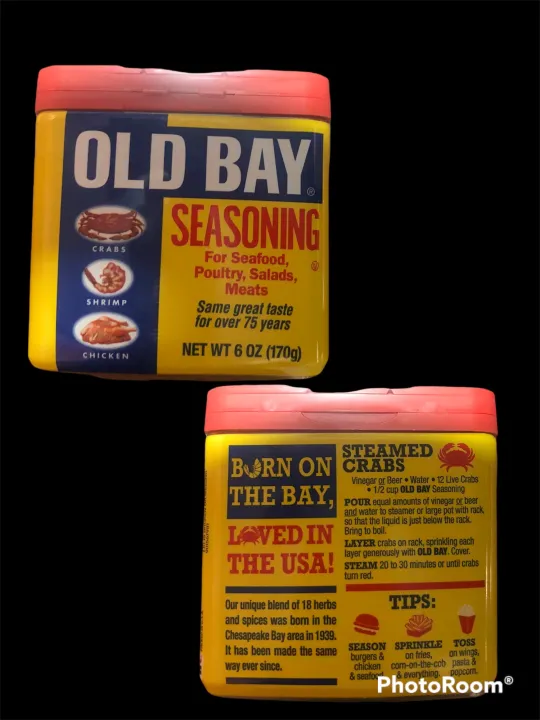 OLD BAY®
SEASONING
For Seafood,
Poultry, Salads,
Meats
Same great taste
for over 75 years
NET WT 6 OZ (170g)
CRABS
SHRIMP
CHICKEN
BORN ON
THE BAY,
LOVED IN
THE USA!
Our unique blend of 18 herbs
and spices was born in the
Chesapeake Bay area in 1939.
It has been made the same
way ever since.
STEAMED
CRABS
Vinegar or Beer • Water • 12 Live Crabs
• 1/2 cup OLD BAY Seasoning
POUR equal amounts of vinegar or beer
and water to steamer or large pot with rack,
so that the liquid is just below the rack.
Bring to boil.
LAYER crabs on rack, sprinkling each
layer generously with OLD BAY. Cover.
STEAM 20 to 30 minutes or until crabs
turn red.
TIPS:
SEASON
burgers &
chicken
& seafood
SPRINKLE
on fries,
corn-on-the-cob
& everything.
TOSS
on wings,
pasta &
popcorn.
PhotoRoom®